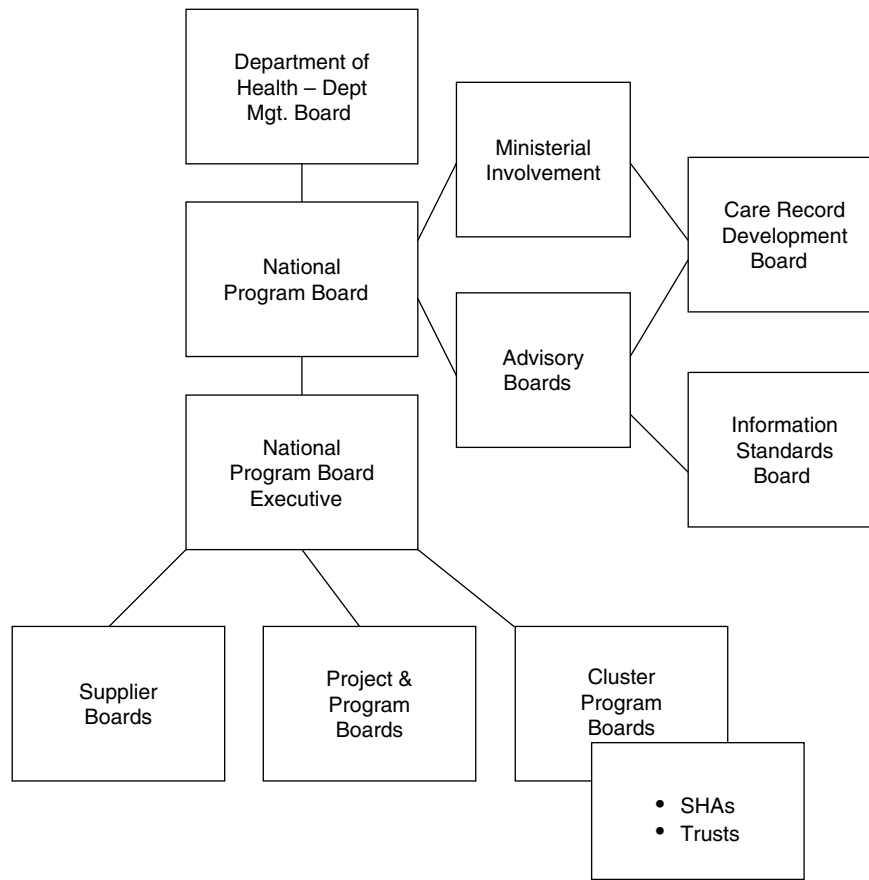 Department of
Health – Dept
Mgt. Board
Ministerial
Involvement
Care Record
Development
Board
National
Program Board
Advisory
Boards
Information
Standards
Board
National
Program Board
Executive
Supplier
Boards
Project &
Program
Boards
Cluster
Program
Boards
• SHAs
• Trusts